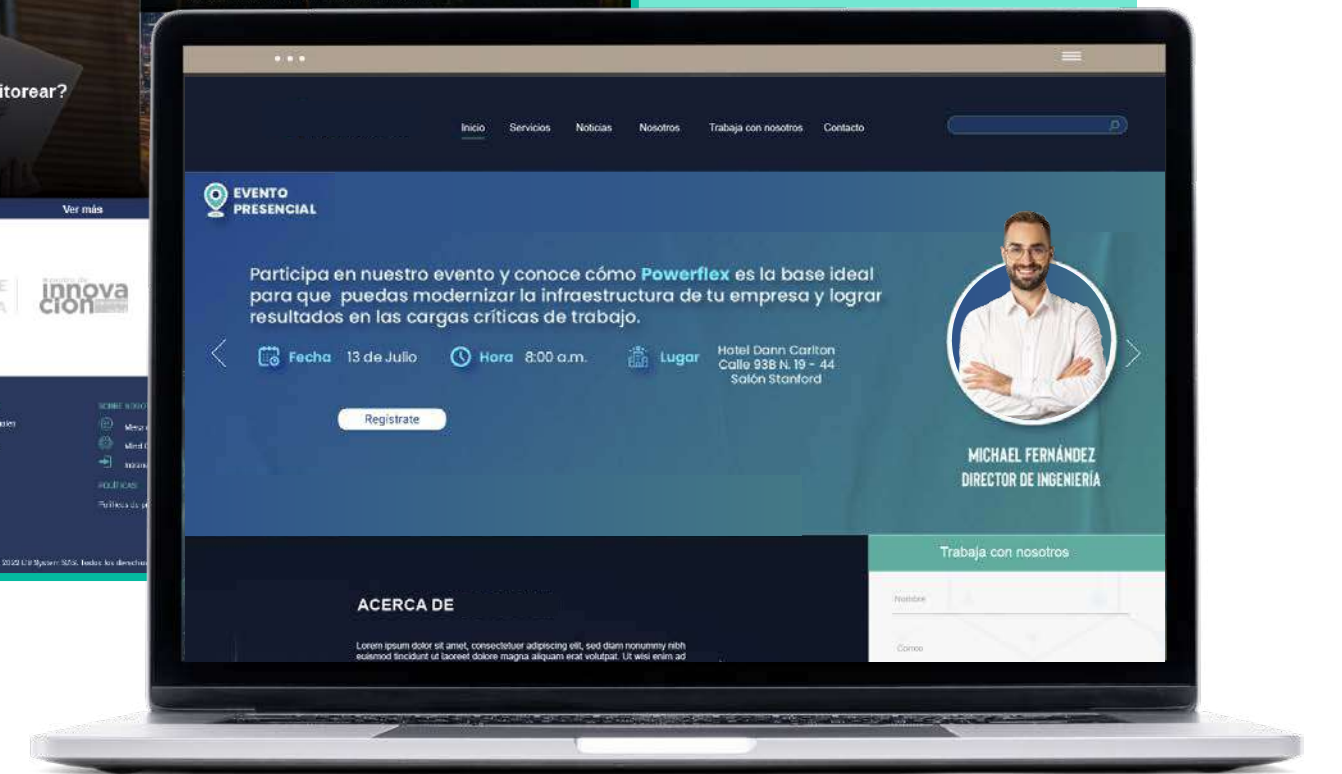 itorear?
Ver más
innova
ción
Inicio Servicios Noticias Nosotros Trabaja con nosotros Contacto
EVENTO
PRESENCIAL
Participa en nuestro evento y conoce cómo Powerflex es la base ideal
para que puedas modernizar la infraestructura de tu empresa y lograr
resultados en las cargas críticas de trabajo.
Fecha 13 de Julio Hora 8:00 a.m. Lugar Hotel Dann Carlton
Calle 93B N. 19 - 44
Salón Stanford
Regístrate
MICHAEL FERNÁNDEZ
DIRECTOR DE INGENIERÍA
Trabaja con nosotros
Nombre
Correo
ACERCA DE
Lorem ipsum dolor sit amet, consectetuer adipiscing elit, sed diam nonummy nibh
euismod tincidunt ut laoreet dolore magna aliquam erat volutpat. Ut wisi enim ad
POLÍTICAS
Políticas de